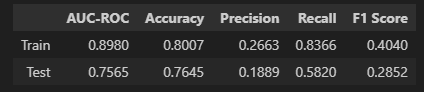 AUC-ROC Accuracy Precision Recall F1 Score
Train 0.8980 0.8007 0.2663 0.8366 0.4040
Test 0.7565 0.7645 0.1889 0.5820 0.2852